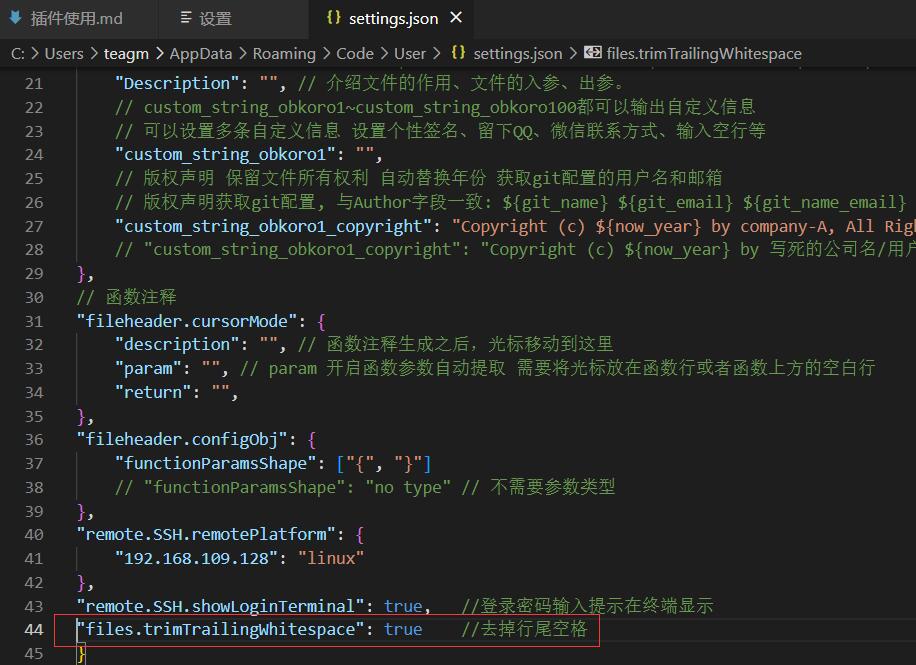 插件使用.md 设置 {} settings.json ×
C: > Users > teagm > AppData > Roaming > Code > User > {} settings.json > files.trimTrailingWhitespace
21 "Description": "", // 介绍文件的作用、文件的入参、出参。
22 // custom_string_obkoro1~custom_string_obkoro100都可以输出自定义信息
23 // 可以设置多条自定义信息 设置个性签名、留下QQ、微信联系方式、输入空行等
24 "custom_string_obkoro1": "",
25 // 版权声明 保留文件所有权利 自动替换年份 获取git配置的用户名和邮箱
26 // 版权声明获取git配置, 与Author字段一致: ${git_name} ${git_email} ${git_name_email}
27 "custom_string_obkoro1_copyright": "Copyright (c) ${now_year} by company-A, All Rig
28 // "custom_string_obkoro1_copyright": "Copyright (c) ${now_year} by 写死的公司名/用户
29 },
30 // 函数注释
31 "fileheader.cursorMode": {
32 "description": "", // 函数注释生成之后，光标移动到这里
33 "param": "", // param 开启函数参数自动提取 需要将光标放在函数行或者函数上方的空白行
34 "return": "",
35 },
36 "fileheader.configObj": {
37 "functionParamsShape": ["{", "}"]
38 // "functionParamsShape": "no type" // 不需要参数类型
39 },
40 "remote.SSH.remotePlatform": {
41 "192.168.109.128": "linux"
42 },
43 "remote.SSH.showLoginTerminal": true, //登录密码输入提示在终端显示
44 "files.trimTrailingWhitespace": true //去掉行尾空格
45 }